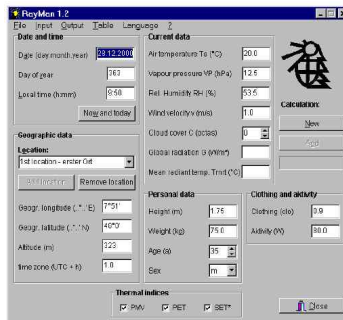 RayMan 1.2
File Input Output Table Language ?
Date and time
Date (day.month.year) 28.12.2000
Day of year 363
Local time (h:mm) 9:50
Now and today
Geographic data
Location:
1st location - erster Ort
Add location Remove location
Geogr. longitude (..°..'E) 7°51'
Geogr. latitude (..°..'N) 48°0'
Altitude (m) 323
time zone (UTC + h) 1.0
Current data
Air temperature Ta (°C) 20.0
Vapour pressure VP (hPa) 12.5
Rel. Humidity RH (%) 53.5
Wind velocity v (m/s) 1.0
Cloud cover C (octas) 0
Global radiation G (W/m²)
Mean radiant temp. Tmrt (°C)
Calculation:
New
Add
Personal data
Height (m) 1.75
Weight (kg) 75.0
Age (a) 35
Sex m
Clothing and aktivity
Clothing (clo) 0.9
Aktivity (W) 80.0
Thermal indices
PMV PET SET*
Close